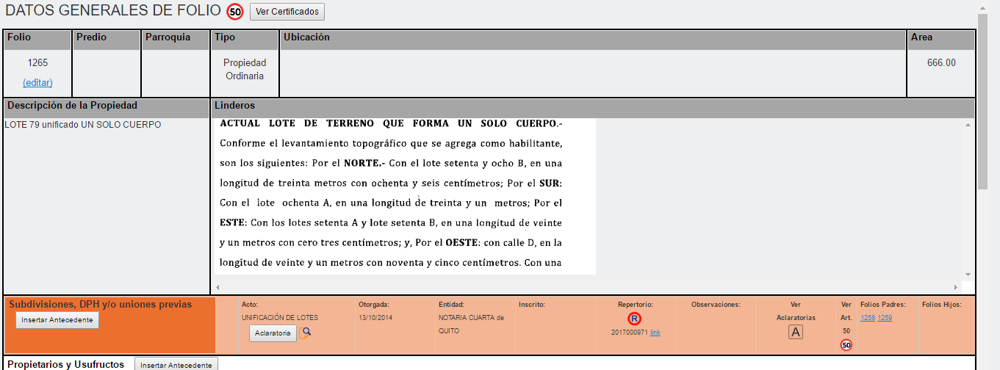 DATOS GENERALES DE FOLIO 50 Ver Certificados
Folio Predio Parroquia Tipo Ubicación Area
1265 Propiedad Ordinaria 666.00
(editar)
Descripción de la Propiedad Linderos
LOTE 79 unificado UN SOLO CUERPO
ACTUAL LOTE DE TERRENO QUE FORMA UN SOLO CUERPO.-
Conforme el levantamiento topográfico que se agrega como habilitante,
son los siguientes: Por el NORTE.- Con el lote setenta y ocho B, en una
longitud de treinta metros con ochenta y seis centímetros; Por el SUR:
Con el lote ochenta A, en una longitud de treinta y un metros; Por el
ESTE: Con los lotes setenta A y lote setenta B, en una longitud de veinte
y un metros con cero tres centímetros; y, Por el OESTE: con calle D, en la
longitud de veinte y un metros con noventa y cinco centímetros. Con una
Subdivisiones, DPH y/o uniones previas
Insertar Antecedente
Acto:
UNIFICACIÓN DE LOTES
Aclaratoria
Otorgada:
13/10/2014
Entidad:
NOTARIA CUARTA de
QUITO
Inscrito:
Repertorio:
R
2017000971 link
Observaciones:
Ver
Aclaratorias
A
Ver
Art.
50
50
Folios Padres:
1258 1259
Folios Hijos:
Propietarios y Usufructos Insertar Antecedente